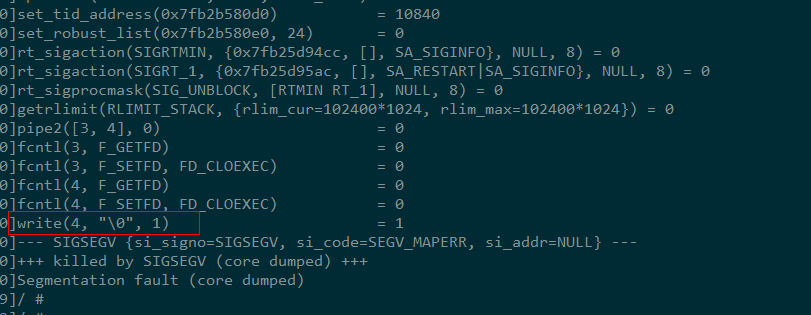 0]set_tid_address(0x7fb2b580d0) = 10840
0]set_robust_list(0x7fb2b580e0, 24) = 0
0]rt_sigaction(SIGRTMIN, {0x7fb25d94cc, [], SA_SIGINFO}, NULL, 8) = 0
0]rt_sigaction(SIGRT_1, {0x7fb25d95ac, [], SA_RESTART|SA_SIGINFO}, NULL, 8) = 0
0]rt_sigprocmask(SIG_UNBLOCK, [RTMIN RT_1], NULL, 8) = 0
0]getrlimit(RLIMIT_STACK, {rlim_cur=102400*1024, rlim_max=102400*1024}) = 0
0]pipe2([3, 4], 0) = 0
0]fcntl(3, F_GETFD) = 0
0]fcntl(3, F_SETFD, FD_CLOEXEC) = 0
0]fcntl(4, F_GETFD) = 0
0]fcntl(4, F_SETFD, FD_CLOEXEC) = 0
0]write(4, "\0", 1) = 1
0]--- SIGSEGV {si_signo=SIGSEGV, si_code=SEGV_MAPERR, si_addr=NULL} ---
0]+++ killed by SIGSEGV (core dumped) +++
0]Segmentation fault (core dumped)
9]/ #